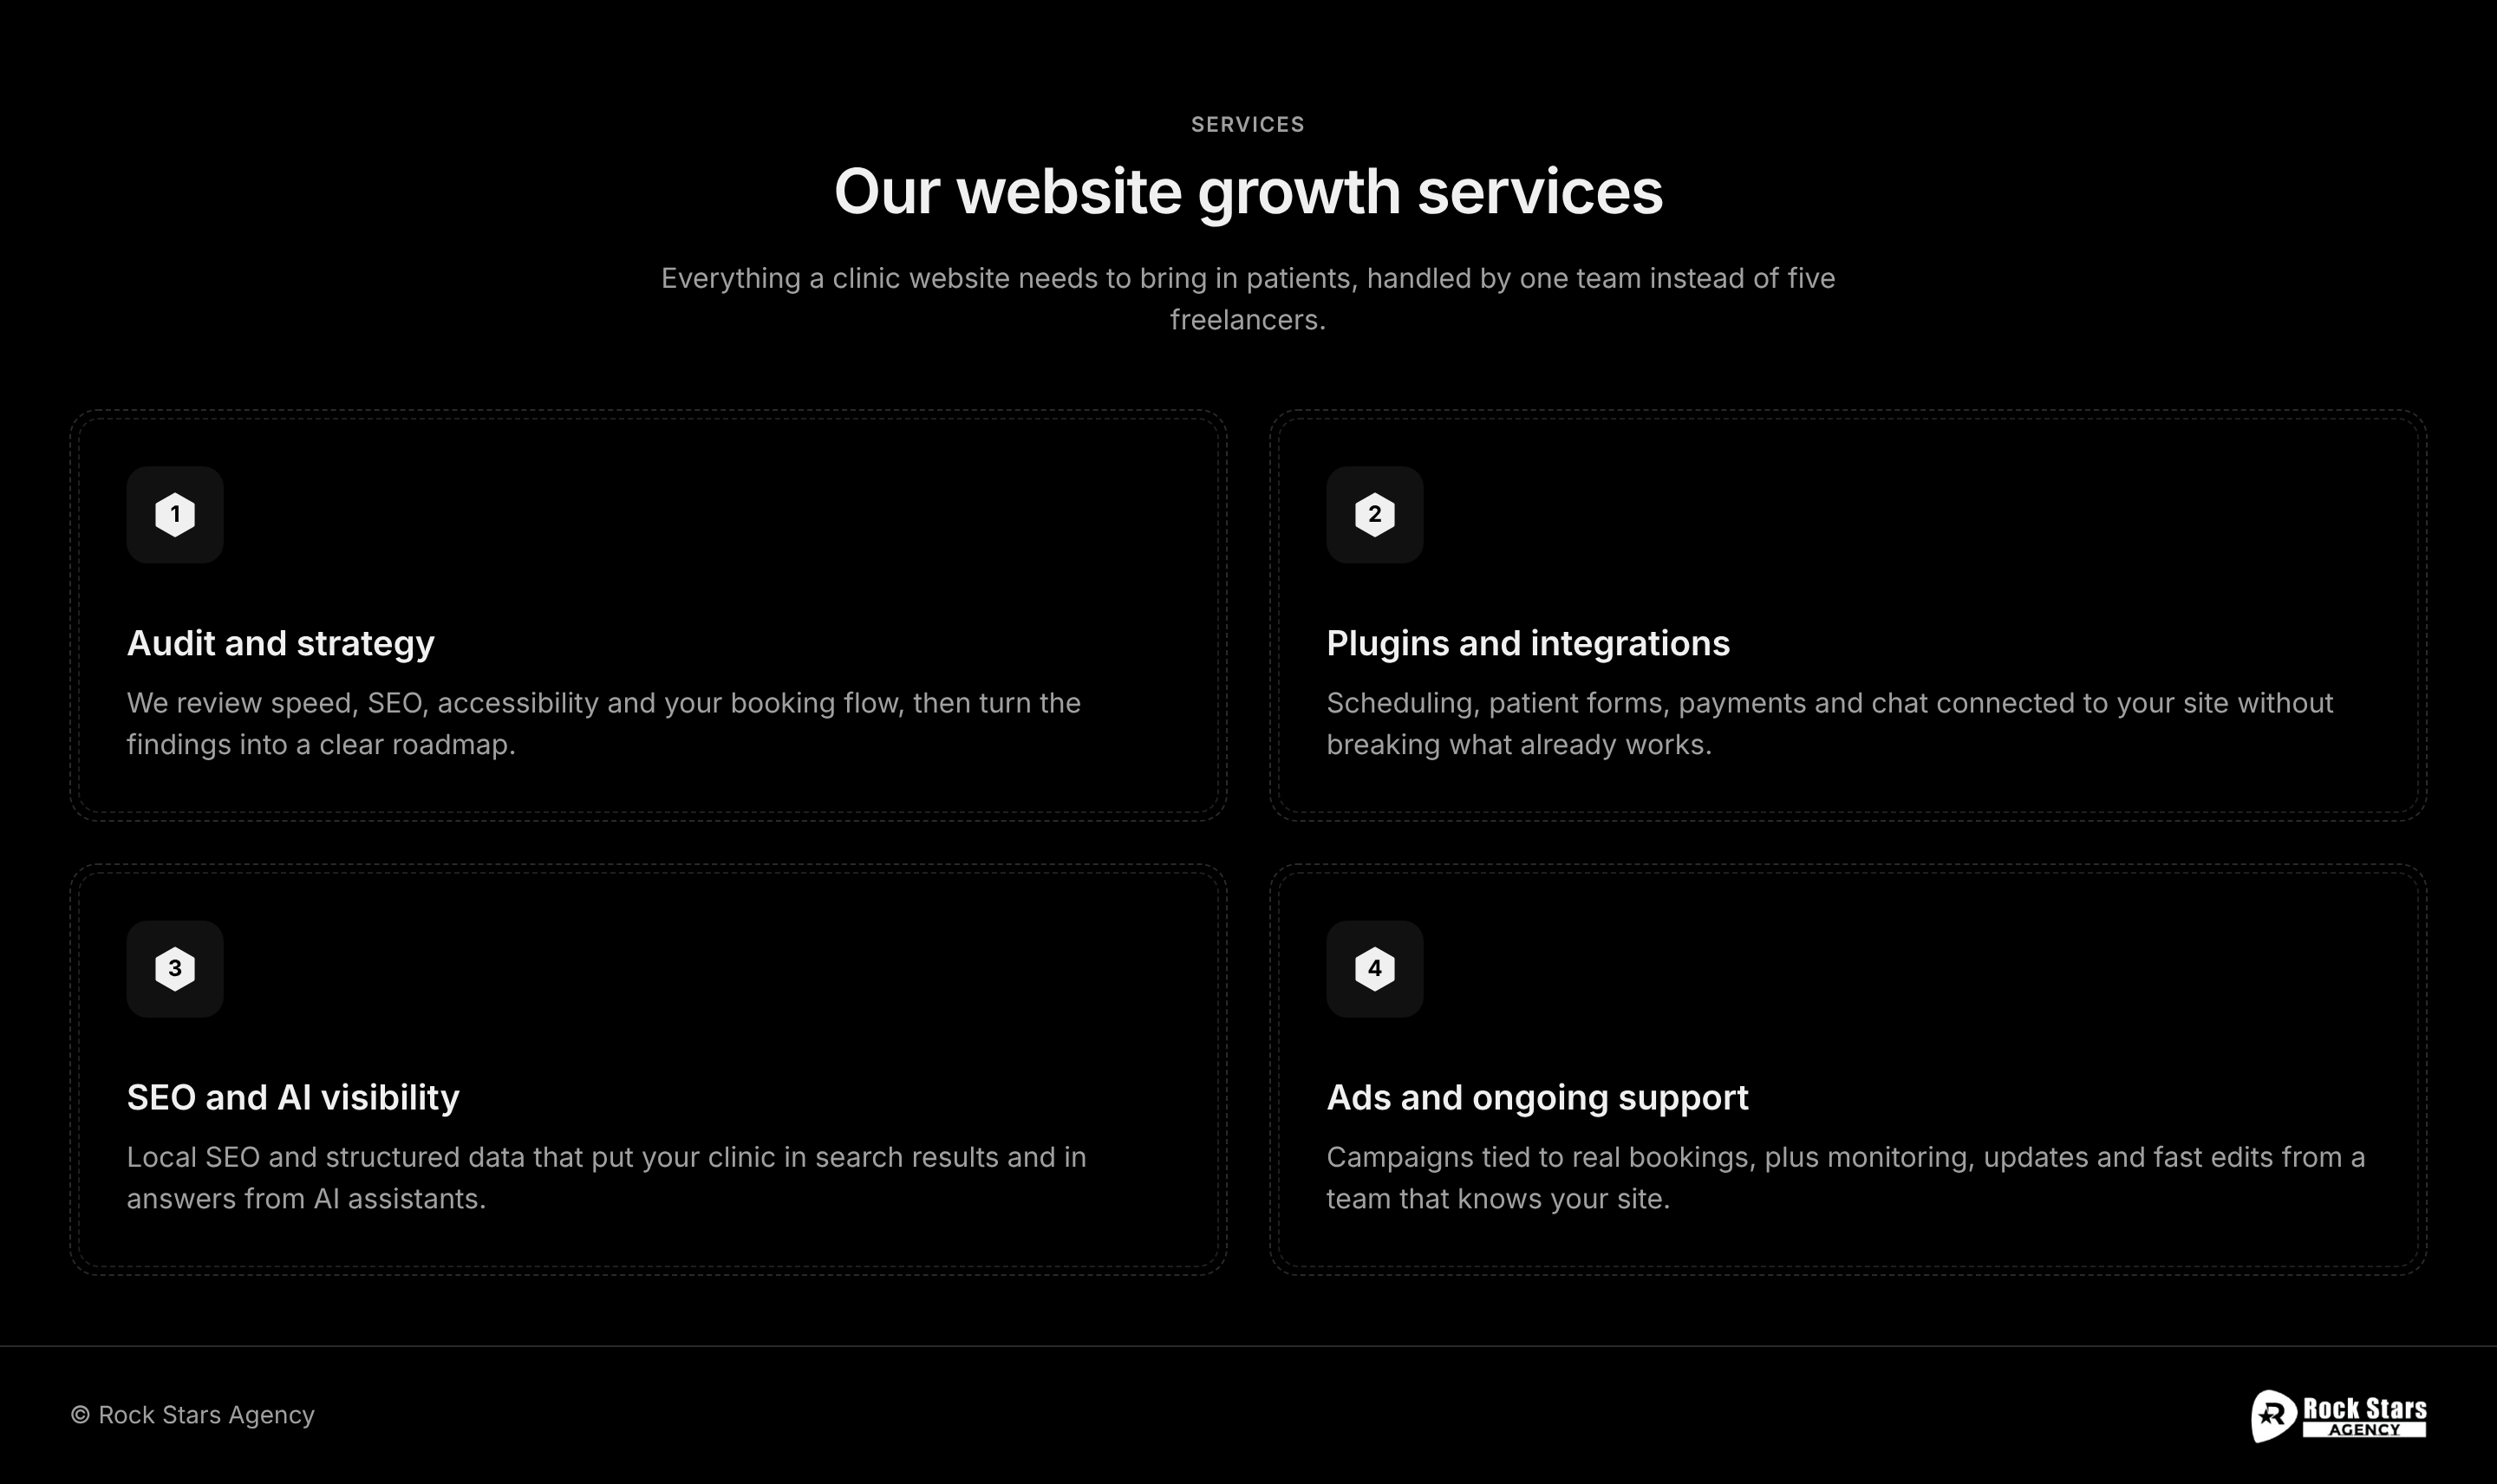 SERVICES
Our website growth services
Everything a clinic website needs to bring in patients, handled by one team instead of five
freelancers.
1
Audit and strategy
We review speed, SEO, accessibility and your booking flow, then turn the
findings into a clear roadmap.
2
Plugins and integrations
Scheduling, patient forms, payments and chat connected to your site without
breaking what already works.
3
SEO and AI visibility
Local SEO and structured data that put your clinic in search results and in
answers from AI assistants.
4
Ads and ongoing support
Campaigns tied to real bookings, plus monitoring, updates and fast edits from a
team that knows your site.
© Rock Stars Agency
R
Rock Stars
AGENCY